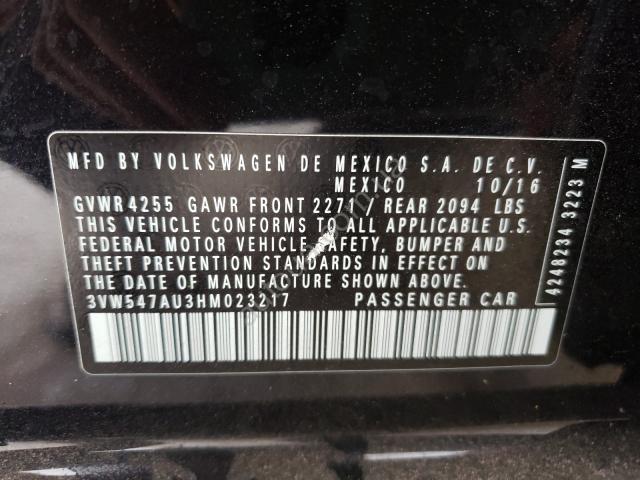 MFD BY VOLKSWAGEN DE MEXICO S.A. DE C.V.
MEXICO 10/16
GVWR 4255 GAWR FRONT 2271 / REAR 2094 LBS
THIS VEHICLE CONFORMS TO ALL APPLICABLE U.S.
FEDERAL MOTOR VEHICLE SAFETY, BUMPER AND
THEFT PREVENTION STANDARDS IN EFFECT ON
THE DATE OF MANUFACTURE SHOWN ABOVE.
3VW547AU3HM023217 PASSENGER CAR
4248234 3223 M